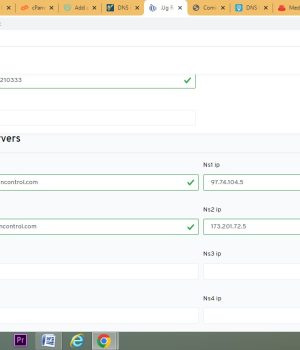 cPan
Add
DNS
.Ug F
Com
DNS
Med
210333
vers
Ns1 ip
ncontrol.com
97.74.104.5
Ns2 ip
ncontrol.com
173.201.72.5
Ns3 ip
Ns4 ip
Pr